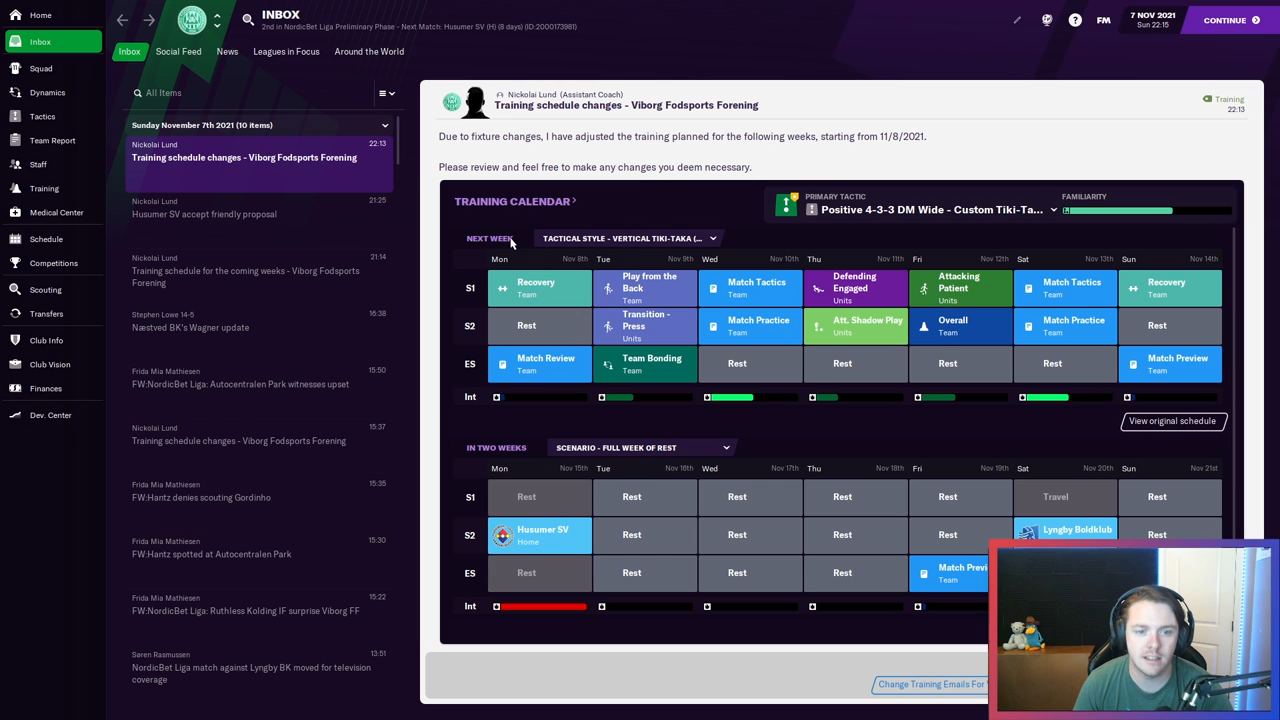 Home
Inbox
Squad
Dynamics
Tactics
Team Report
Staff
Training
Medical Center
Schedule
Competitions
Scouting
Transfers
Club Info
Club Vision
Finances
Dev. Center
INBOX
2nd in NordicBet Liga Preliminary Phase - Next Match: Husumer SV (H) (8 days) (ID:2000173981)
FM
7 NOV 2021
Sun 22:15
CONTINUE
Inbox
Social Feed
News
Leagues in Focus
Around the World
All Items
Sunday November 7th 2021 (10 items)
Nickolai Lund 22:13
Training schedule changes - Viborg Fodsports Forening
Nickolai Lund 21:25
Husumer SV accept friendly proposal
Nickolai Lund 21:14
Training schedule for the coming weeks - Viborg Fodsports
Forening
Stephen Lowe 14-5 16:38
Næstved BK's Wagner update
Frida Mia Mathiesen 15:50
FW:NordicBet Liga: Autocentralen Park witnesses upset
Nickolai Lund 15:37
Training schedule changes - Viborg Fodsports Forening
Frida Mia Mathiesen 15:35
FW:Hantz denies scouting Gordinho
Frida Mia Mathiesen 15:30
FW:Hantz spotted at Autocentralen Park
Frida Mia Mathiesen 15:22
FW:NordicBet Liga: Ruthless Kolding IF surprise Viborg FF
Søren Rasmussen 13:51
NordicBet Liga match against Lyngby BK moved for television
coverage
Nickolai Lund (Assistant Coach)
Training schedule changes - Viborg Fodsports Forening
Training
22:13
Due to fixture changes, I have adjusted the training planned for the following weeks, starting from 11/8/2021.
Please review and feel free to make any changes you deem necessary.
TRAINING CALENDAR
PRIMARY TACTIC
Positive 4-3-3 DM Wide - Custom Tiki-Ta...
FAMILIARITY
NEXT WEEK
TACTICAL STYLE - VERTICAL TIKI-TAKA (...
Mon Nov 8th Tue Nov 9th Wed Nov 10th Thu Nov 11th Fri Nov 12th Sat Nov 13th Sun Nov 14th
S1
Recovery
Team
Play from the
Back
Team
Match Tactics
Team
Defending
Engaged
Units
Attacking
Patient
Units
Match Tactics
Team
Recovery
Team
S2
Rest
Transition -
Press
Units
Match Practice
Team
Att. Shadow Play
Units
Overall
Team
Match Practice
Team
Rest
ES
Match Review
Team
Team Bonding
Team
Rest
Rest
Rest
Rest
Match Preview
Team
Int
View original schedule
IN TWO WEEKS
SCENARIO - FULL WEEK OF REST
Mon Nov 15th Tue Nov 16th Wed Nov 17th Thu Nov 18th Fri Nov 19th Sat Nov 20th Sun Nov 21st
S1
Rest
Rest
Rest
Rest
Rest
Travel
Rest
S2
Husumer SV
Home
Rest
Rest
Rest
Rest
Lyngby Boldklub
Rest
ES
Rest
Rest
Rest
Rest
Match Previ
Team
Int
Change Training Emails For